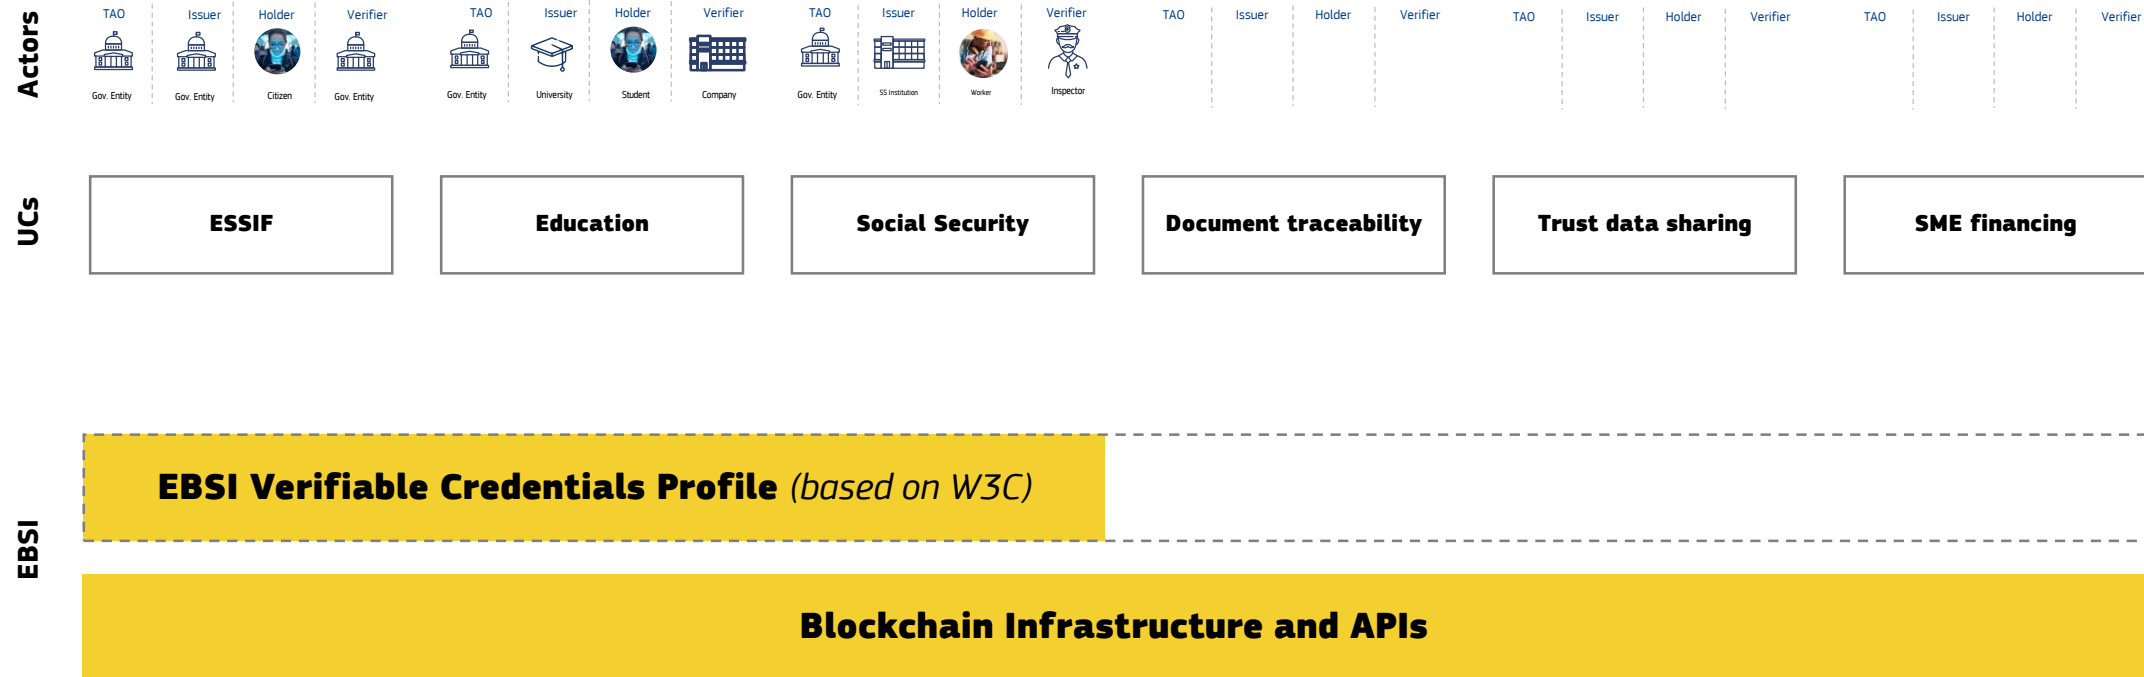 Actors
TAO Issuer Holder Verifier TAO Issuer Holder Verifier TAO Issuer Holder Verifier TAO Issuer Holder Verifier TAO Issuer Holder Verifier TAO Issuer Holder Verifier
Gov. Entity Gov. Entity Citizen Gov. Entity Gov. Entity University Student Company Gov. Entity SS Institution Worker Inspector
UCs
ESSIF Education Social Security Document traceability Trust data sharing SME financing
EBSI
EBSI Verifiable Credentials Profile (based on W3C)
Blockchain Infrastructure and APIs